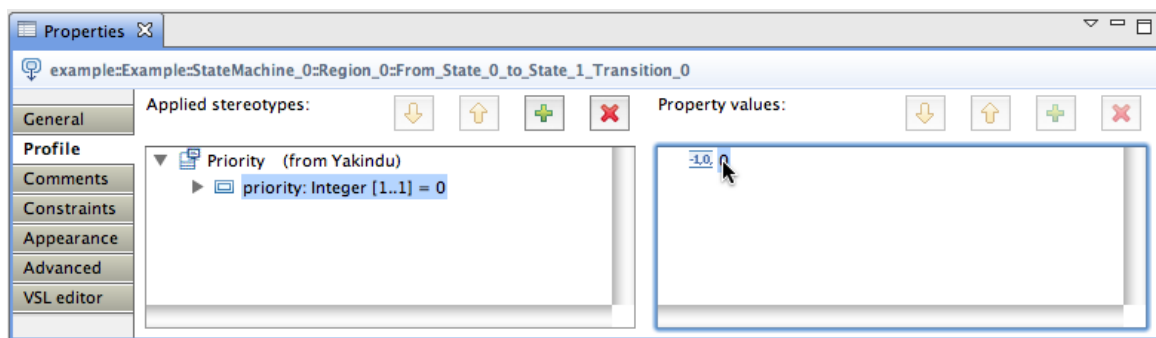 Properties
example::Example::StateMachine_0::Region_0::From_State_0_to_State_1_Transition_0
General
Profile
Comments
Constraints
Appearance
Advanced
VSL editor
Applied stereotypes:
Priority (from Yakindu)
priority: Integer [1..1] = 0
Property values:
-1,0, 0